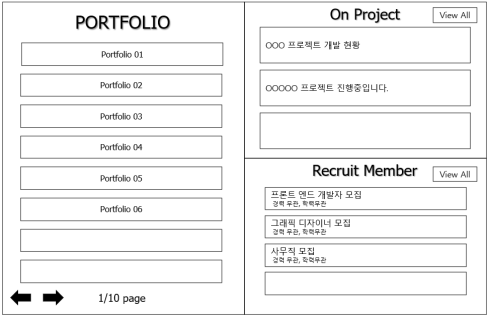 PORTFOLIO
Portfolio 01
Portfolio 02
Portfolio 03
Portfolio 04
Portfolio 05
Portfolio 06
1/10 page
On Project
View All
OOO 프로젝트 개발 현황
OOOOO 프로젝트 진행중입니다.
Recruit Member
View All
프론트 엔드 개발자 모집
경력 무관, 학력무관
그래픽 디자이너 모집
경력 무관, 학력무관
사무직 모집
경력 무관, 학력무관